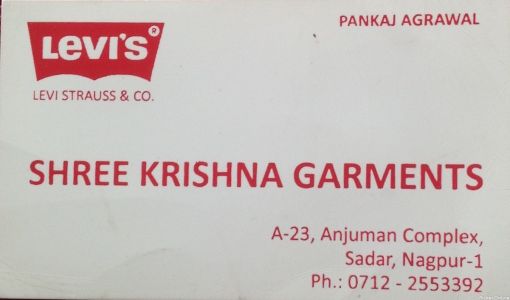 LEVI'S®
LEVI STRAUSS & CO.
PANKAJ AGRAWAL
SHREE KRISHNA GARMENTS
A-23, Anjuman Complex,
Sadar, Nagpur-1
Ph.: 0712 - 2553392